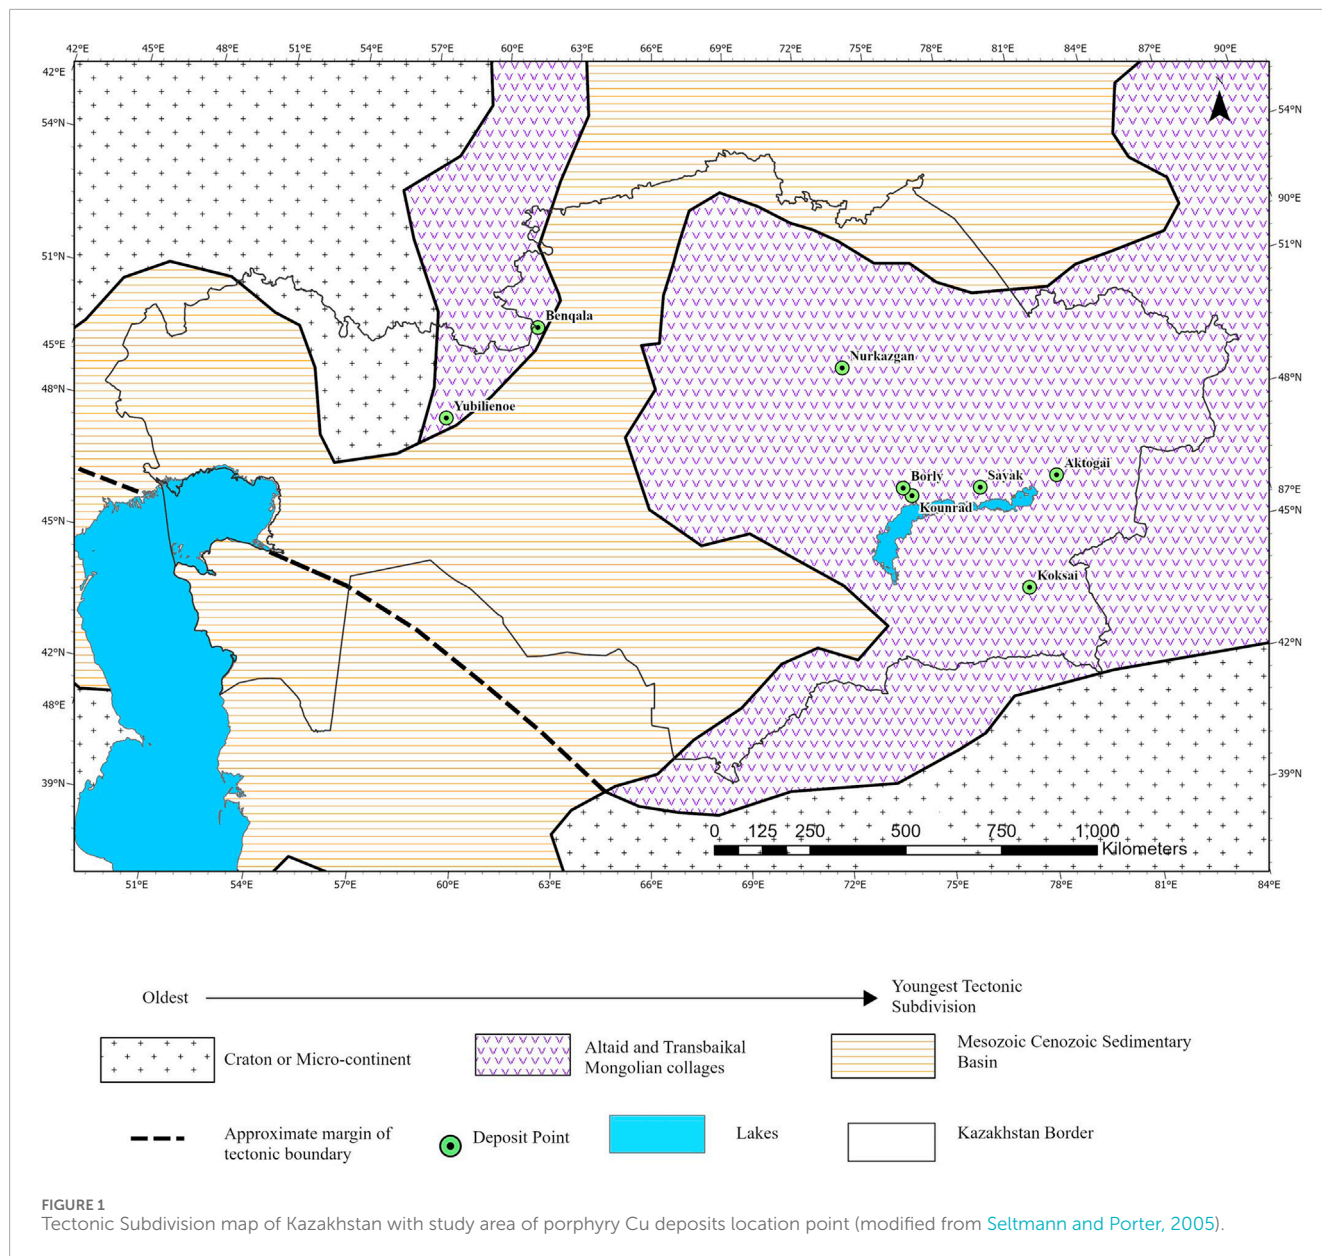 42°E 45°E 48°E 51°E 54°E 57°E 60°E 63°E 66°E 69°E 72°E 75°E 78°E 81°E 84°E 87°E 90°E
42°E
54°N
54°N
90°E
51°N
51°N
Benqala
45°E
Nurkazgan
48°N
48°N
Yubilienoe
Aktogai
Borly
Sayak
87°E
Kounrad
45°N
45°N
Koksai
42°N
42°N
48°E
39°N
39°N
0 125 250 500 750 1,000
Kilometers
51°E 54°E 57°E 60°E 63°E 66°E 69°E 72°E 75°E 78°E 81°E 84°E
Oldest
Youngest Tectonic
Subdivision
Craton or Micro-continent
Altaid and Transbaikal
Mongolian collages
Mesozoic Cenozoic Sedimentary
Basin
Approximate margin of
tectonic boundary
Deposit Point
Lakes
Kazakhstan Border
FIGURE 1
Tectonic Subdivision map of Kazakhstan with study area of porphyry Cu deposits location point (modified from Seltmann and Porter, 2005).